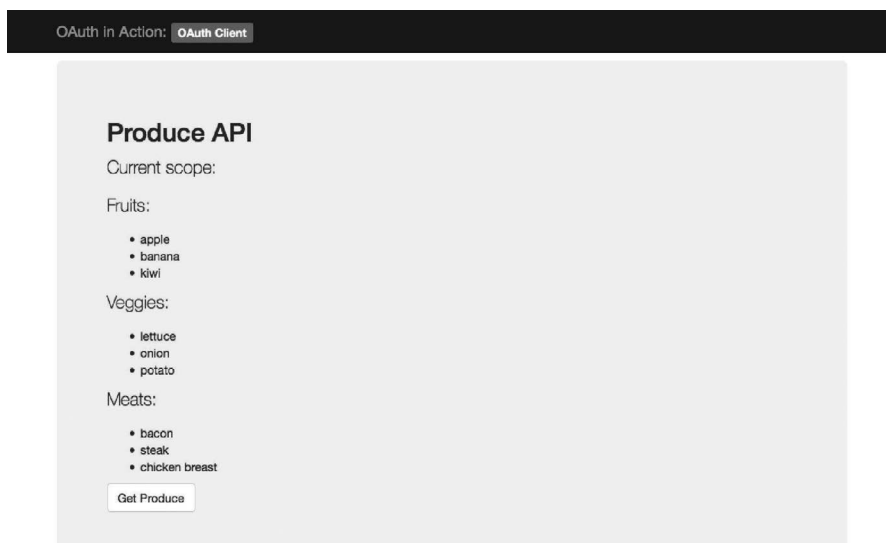 OAuth in Action: OAuth Client
Produce API
Current scope:
Fruits:
• apple
• banana
• kiwi
Veggies:
• lettuce
• onion
• potato
Meats:
• bacon
• steak
• chicken breast
Get Produce